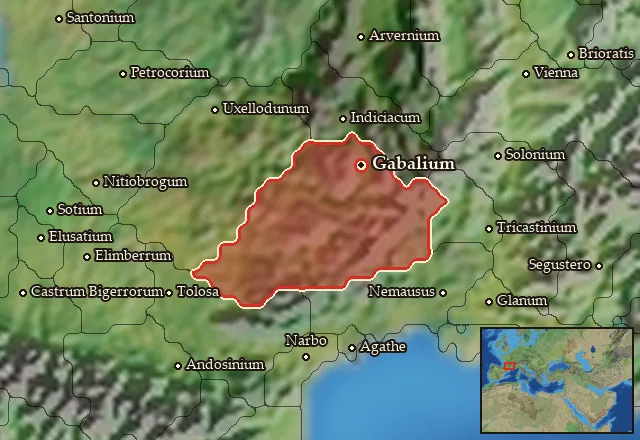 Santonium
Arvernium
Brioratis
Petrocorium
Vienna
Uxellodunum
Indiciacum
Solonium
Gabalium
Nitiobrogum
Sotium
Tricastinium
Elusatium
Elimberrum
Segustero
Castrum Bigerrorum
Tolosa
Nemausus
Glanum
Narbo
Agathe
Andosinium